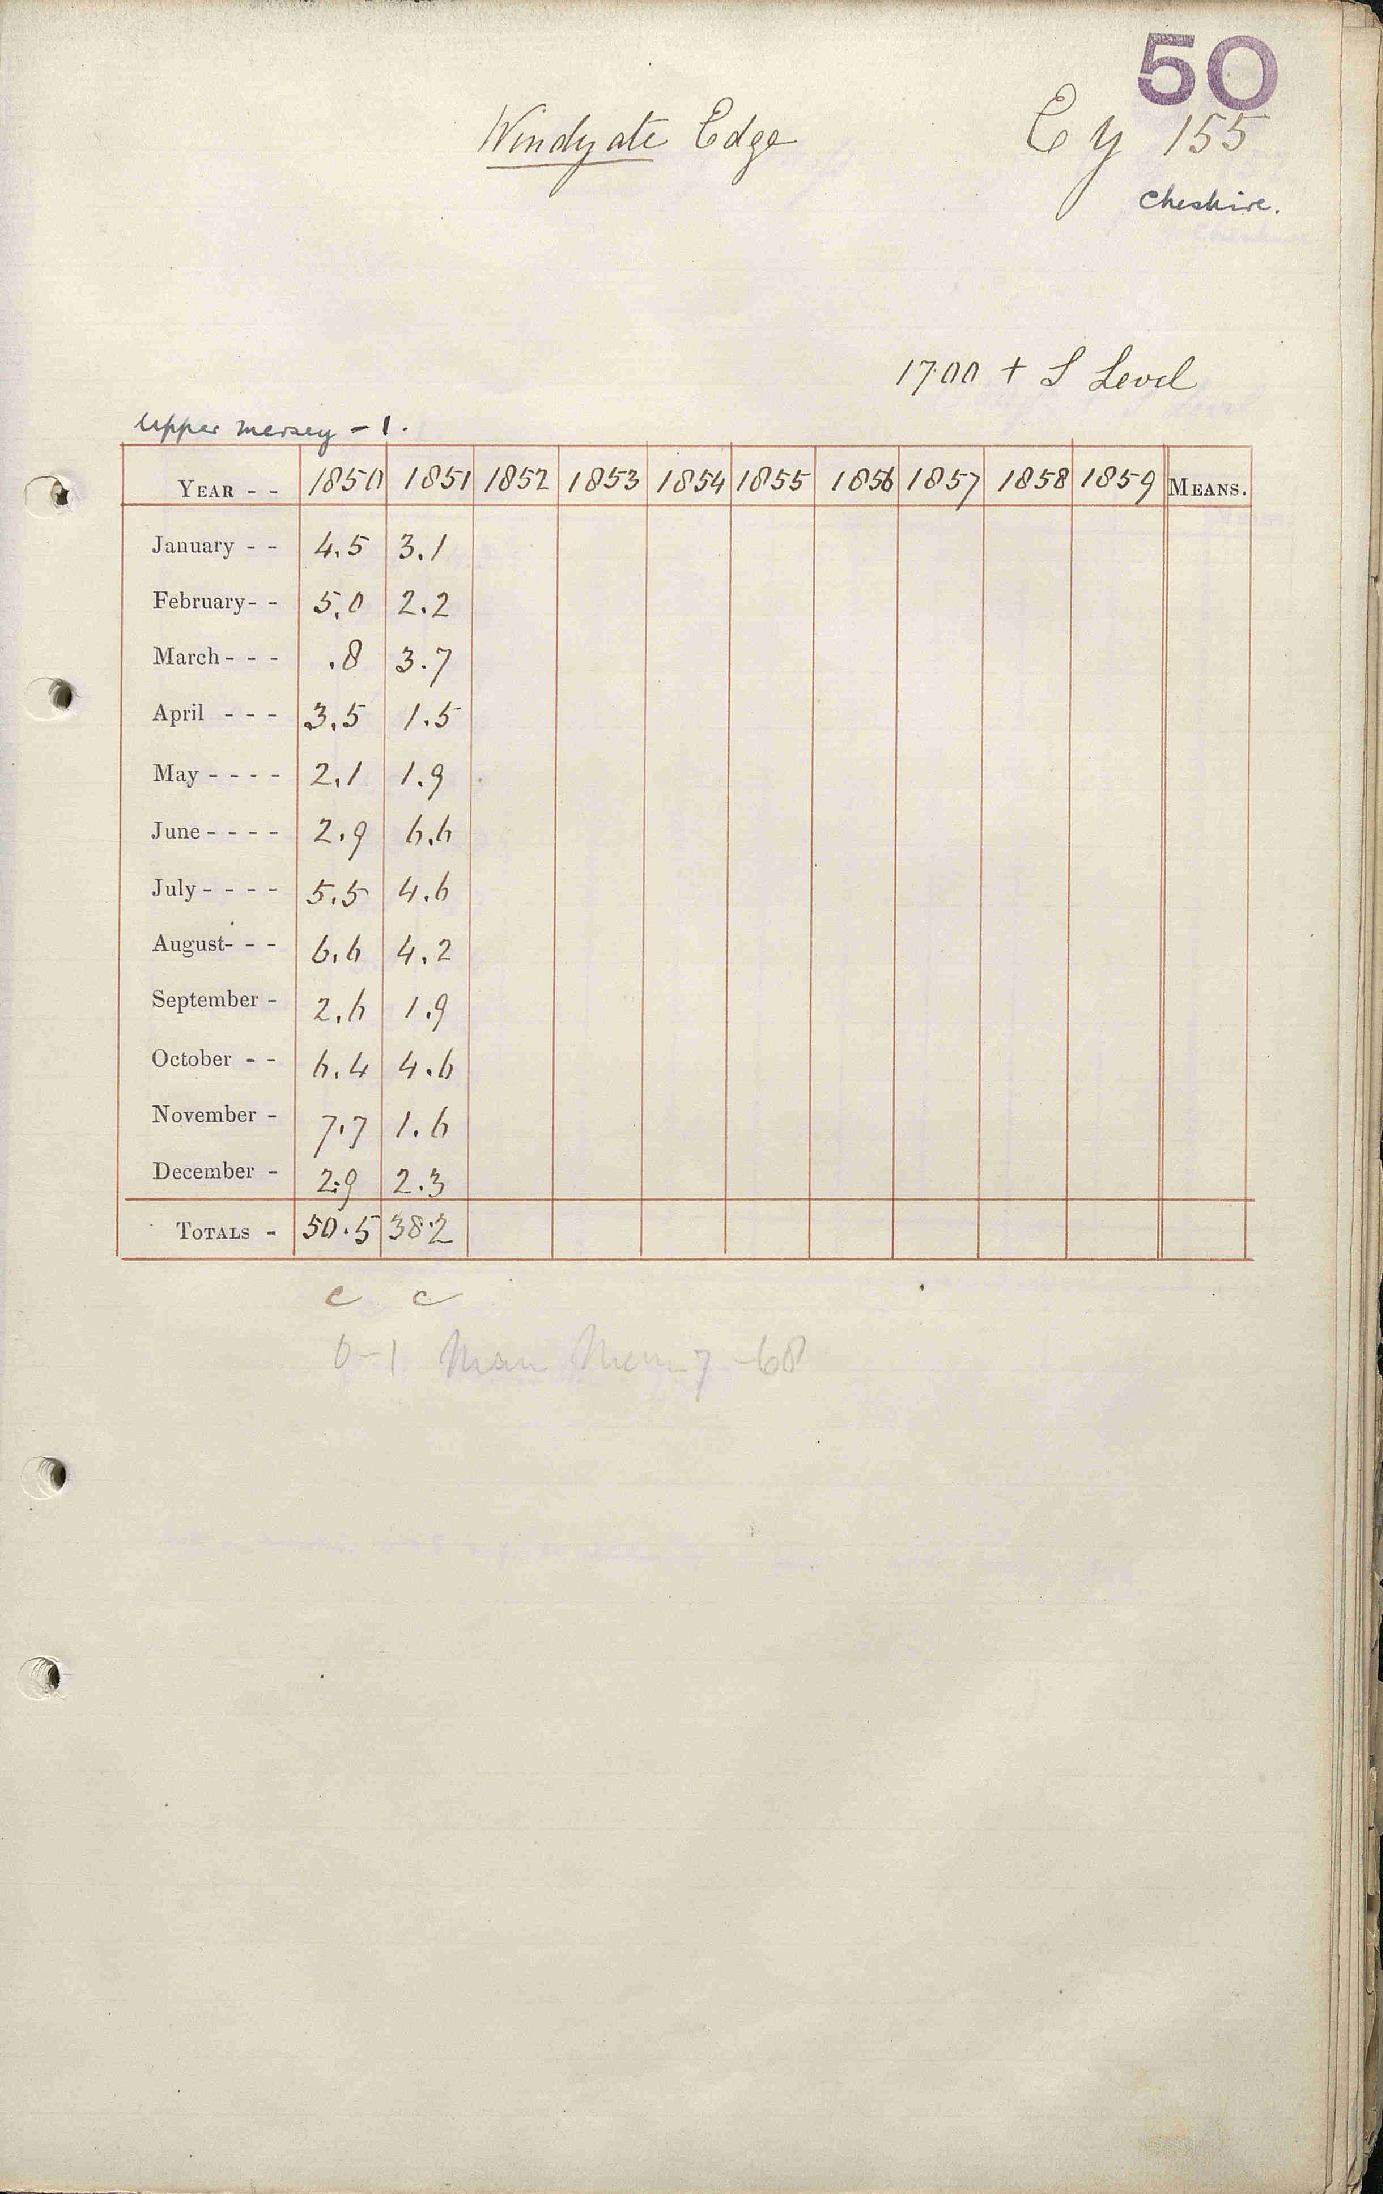 50
Windyate Edge
C y 155
Cheshire.
1700 + S Level
Upper Mersey - 1.
YEAR - - 1850 1851 1852 1853 1854 1855 1856 1857 1858 1859 MEANS.
January - - 4.5 3.1
February - - 5.0 2.2
March - - - .8 3.7
April - - - 3.5 1.5
May - - - - 2.1 1.9
June - - - - 2.9 6.6
July - - - - 5.5 4.6
August - - - 6.6 4.2
September - 2.6 1.9
October - - 6.4 4.6
November - 7.7 1.6
December - 2.9 2.3
TOTALS - 50.5 38.2
c c
0-1 Man Mem 7 -68